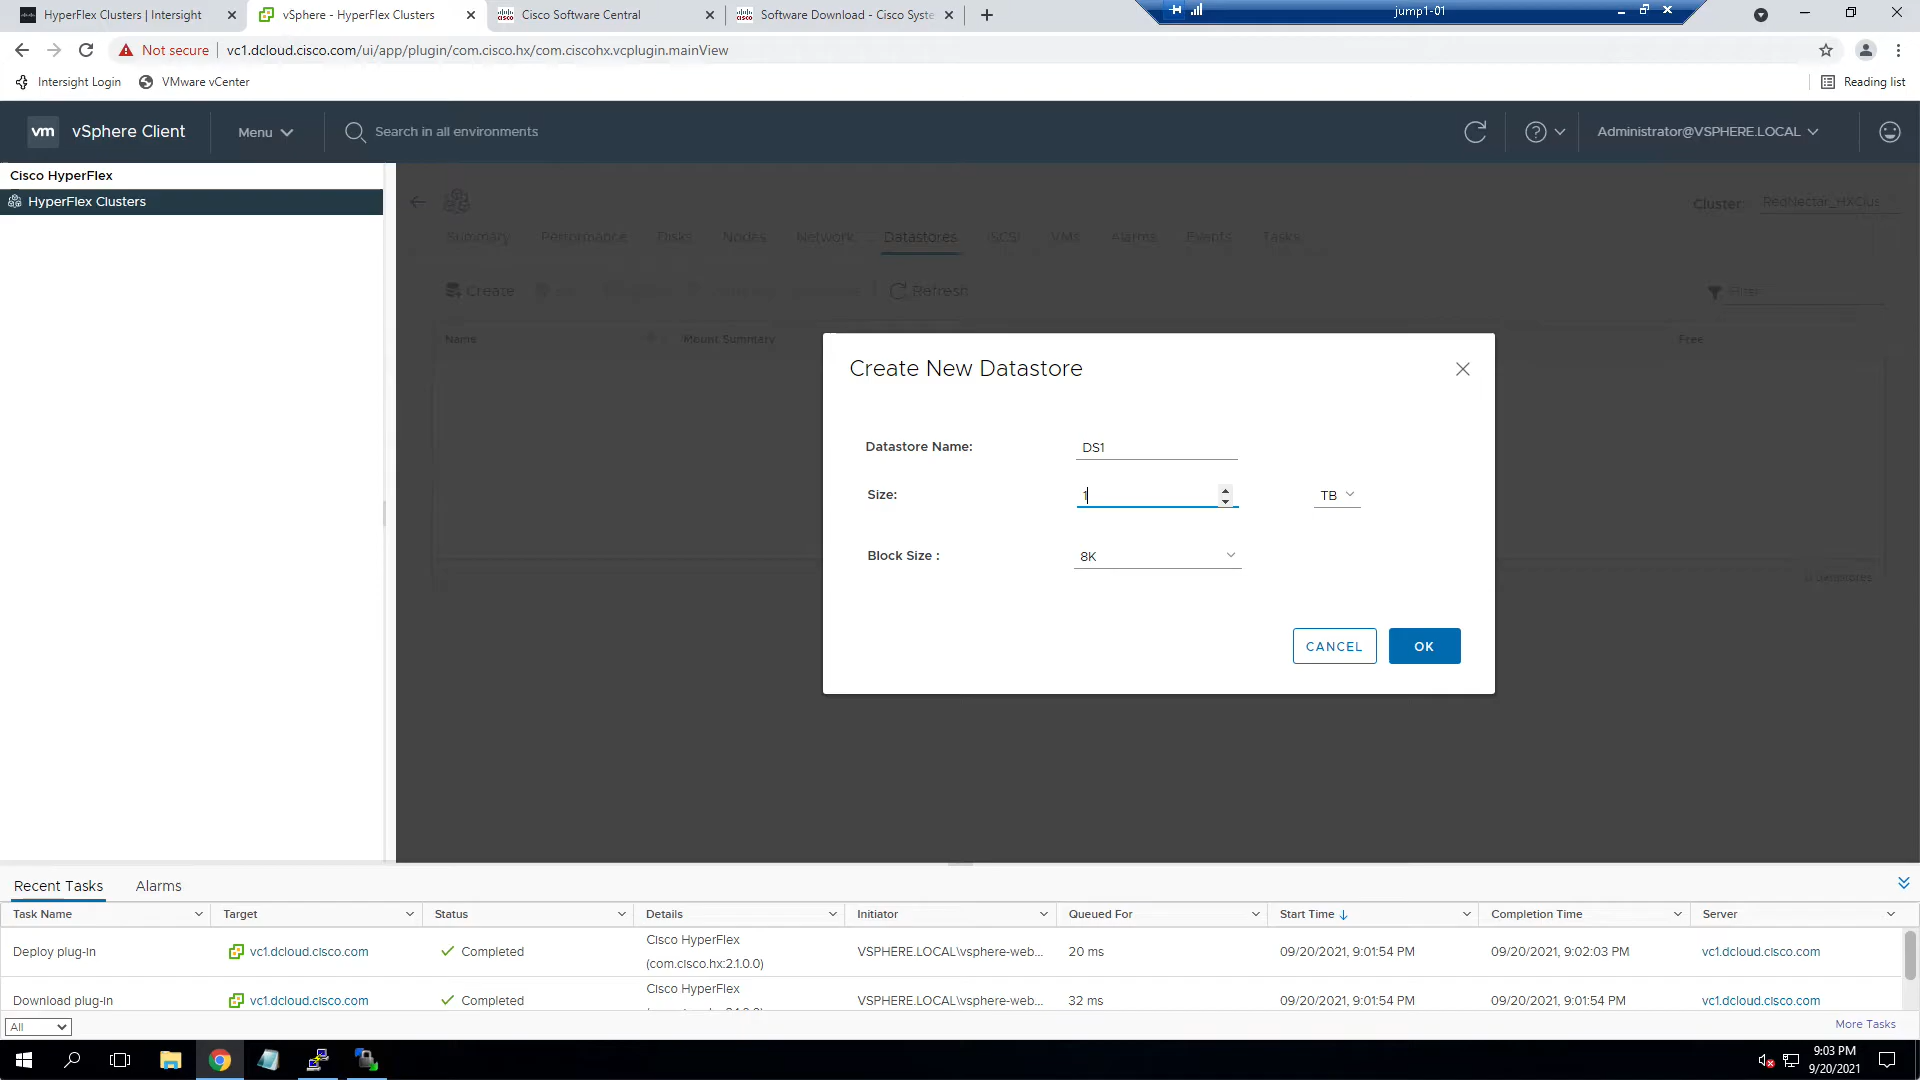 HyperFlex Clusters | Intersight
vSphere - HyperFlex Clusters
Cisco Software Central
Software Download - Cisco Syste
jump1-01
Not secure
vc1.dcloud.cisco.com/ui/app/plugin/com.cisco.hx/com.ciscohx.vcplugin.mainView
Intersight Login
VMware vCenter
Reading list
vm
vSphere Client
Menu
Search in all environments
Administrator@VSPHERE.LOCAL
Cisco HyperFlex
HyperFlex Clusters
Cluster:
RedNectar_HXClus
Summary
Performance
Disks
Nodes
Network
Datastores
iSCSI
VMs
Alarms
Events
Tasks
Create
Refresh
Filter
Name
Mount Summary
Free
Create New Datastore
Datastore Name:
DS1
Size:
1
TB
Block Size :
8K
CANCEL
OK
Recent Tasks
Alarms
Task Name
Target
Status
Details
Initiator
Queued For
Start Time
Completion Time
Server
Deploy plug-in
vc1.dcloud.cisco.com
Completed
Cisco HyperFlex
(com.cisco.hx:2.1.0.0)
VSPHERE.LOCAL\vsphere-web...
20 ms
09/20/2021, 9:01:54 PM
09/20/2021, 9:02:03 PM
vc1.dcloud.cisco.com
Download plug-in
vc1.dcloud.cisco.com
Completed
Cisco HyperFlex
VSPHERE.LOCAL\vsphere-web...
32 ms
09/20/2021, 9:01:54 PM
09/20/2021, 9:01:54 PM
vc1.dcloud.cisco.com
All
More Tasks
9:03 PM
9/20/2021